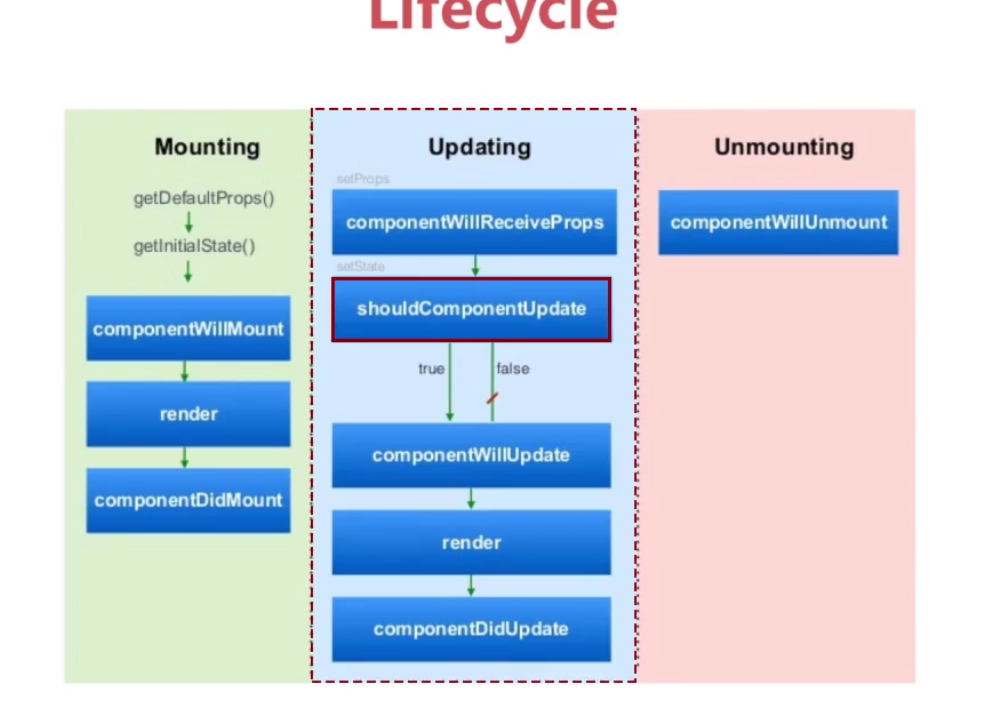 Lifecycle
Mounting
getDefaultProps()
getInitialState()
componentWillMount
render
componentDidMount
Updating
setProps
componentWillReceiveProps
setState
shouldComponentUpdate
true
false
componentWillUpdate
render
componentDidUpdate
Unmounting
componentWillUnmount